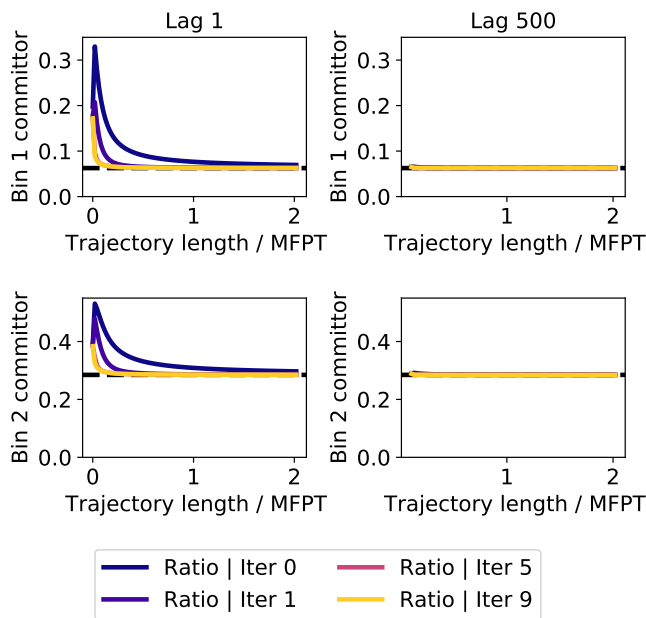 Lag 1
Lag 500
Bin 1 committor
0.3
0.2
0.1
0.0
0
1
2
Trajectory length / MFPT
Bin 1 committor
0.3
0.2
0.1
0.0
1
2
Trajectory length / MFPT
Bin 2 committor
0.4
0.2
0.0
0
1
2
Trajectory length / MFPT
Bin 2 committor
0.4
0.2
0.0
1
2
Trajectory length / MFPT
Ratio | Iter 0
Ratio | Iter 1
Ratio | Iter 5
Ratio | Iter 9